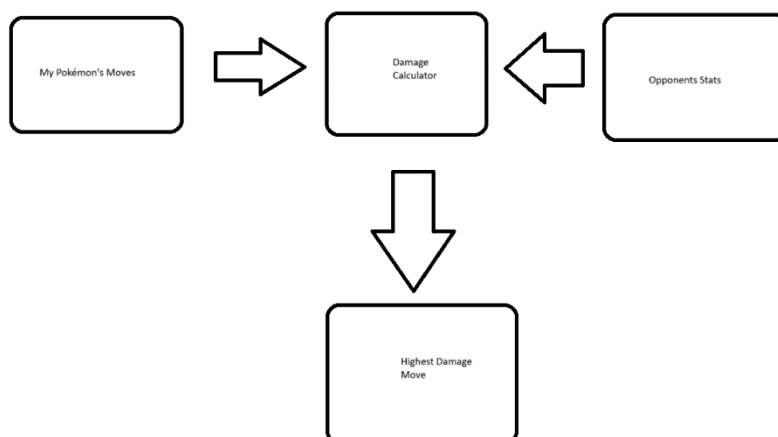 My Pokémon's Moves
Damage
Calculator
Opponents Stats
Highest Damage
Move